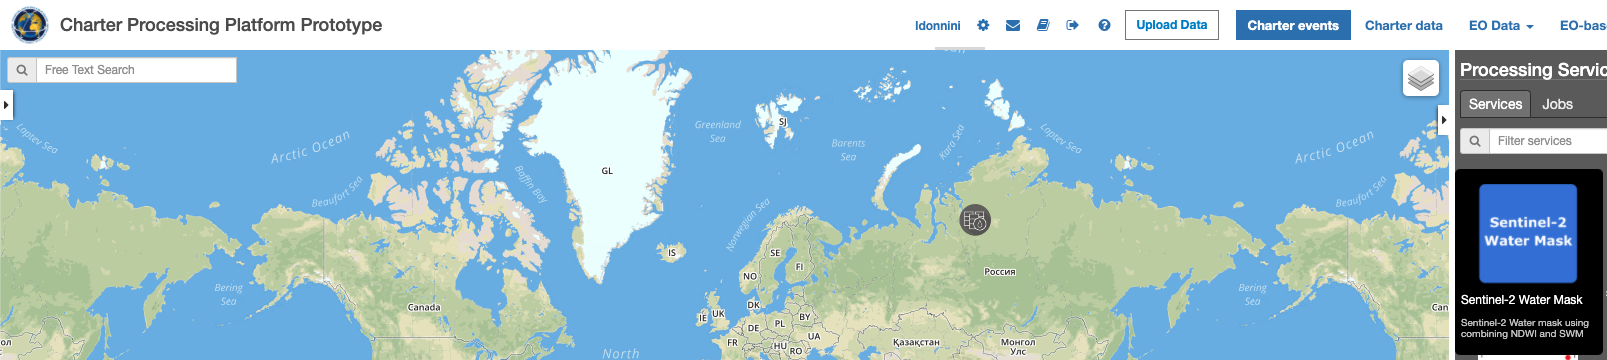 Charter Processing Platform Prototype
ldonnini
Upload Data
Charter events
Charter data
EO Data
EO-bas
Free Text Search
Processing Servic
Services
Jobs
Filter services
Laptev Sea
Arctic Ocean
Beaufort Sea
Baffin Bay
GL
Greenland
Sea
SJ
Barents
Sea
Kara Sea
Laptev Sea
Arctic Ocean
Beaufort Sea
Norwegian Sea
IS
SE
NO
FI
Россия
Bering
Sea
Canada
DK
IE
UK
BY
PL
DE
UA
FR
HU
RO
Қазақстан
Монгол
Улс
Bering
Sea
Can
North
Sentinel-2
Water Mask
Sentinel-2 Water Mask
Sentinel-2 Water mask using
combining NDWI and SWM